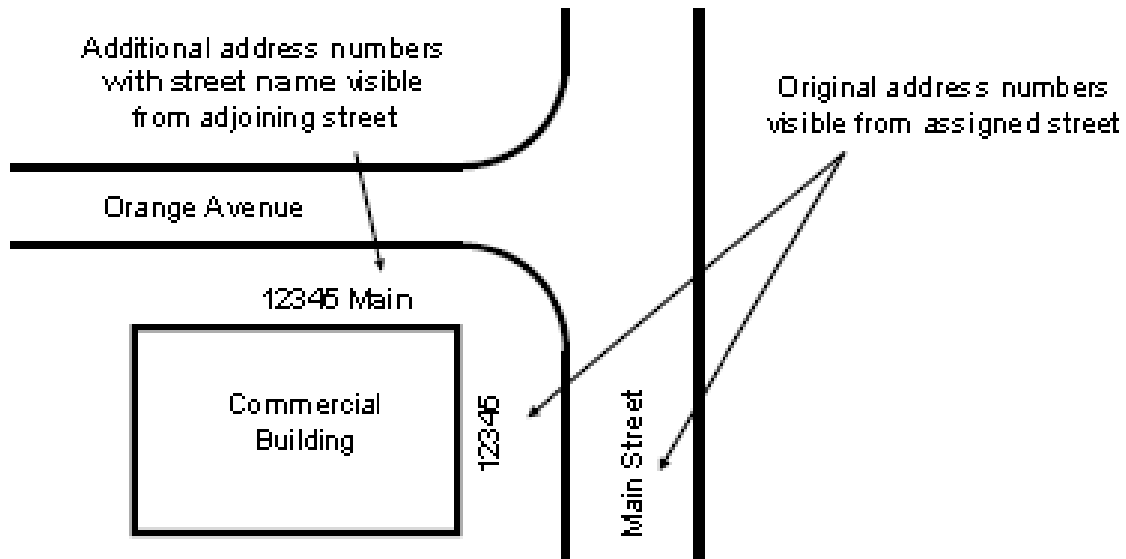 Additional address numbers
with street name visible
from adjoining street
Original address numbers
visible from assigned street
Orange Avenue
12345 Main
Commercial
Building
12345
Main Street